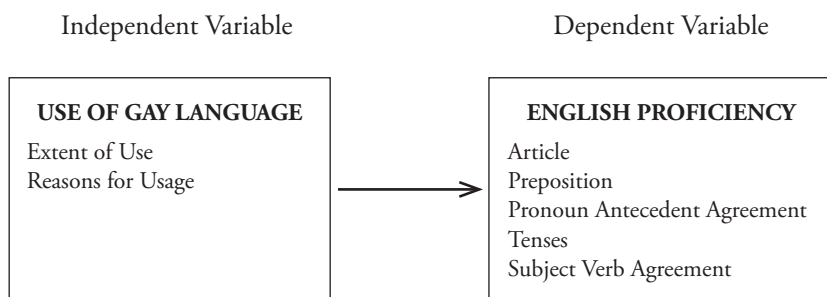 Independent Variable
Dependent Variable
USE OF GAY LANGUAGE
Extent of Use
Reasons for Usage
ENGLISH PROFICIENCY
Article
Preposition
Pronoun Antecedent Agreement
Tenses
Subject Verb Agreement